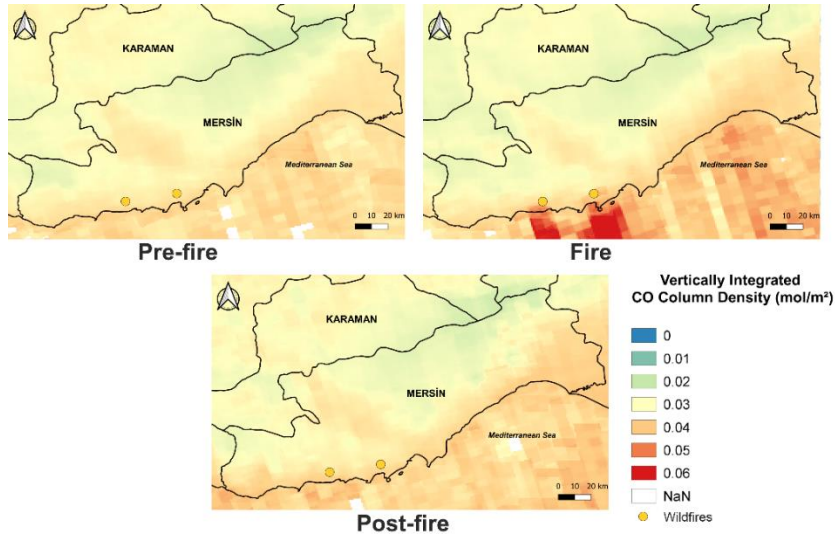 KARAMAN
MERSİN
Mediterranean Sea
0 10 20 km
Pre-fire
KARAMAN
MERSİN
Mediterranean Sea
0 10 20 km
Fire
KARAMAN
MERSİN
Mediterranean Sea
0 10 20 km
Post-fire
Vertically Integrated
CO Column Density (mol/m²)
0
0.01
0.02
0.03
0.04
0.05
0.06
NaN
Wildfires